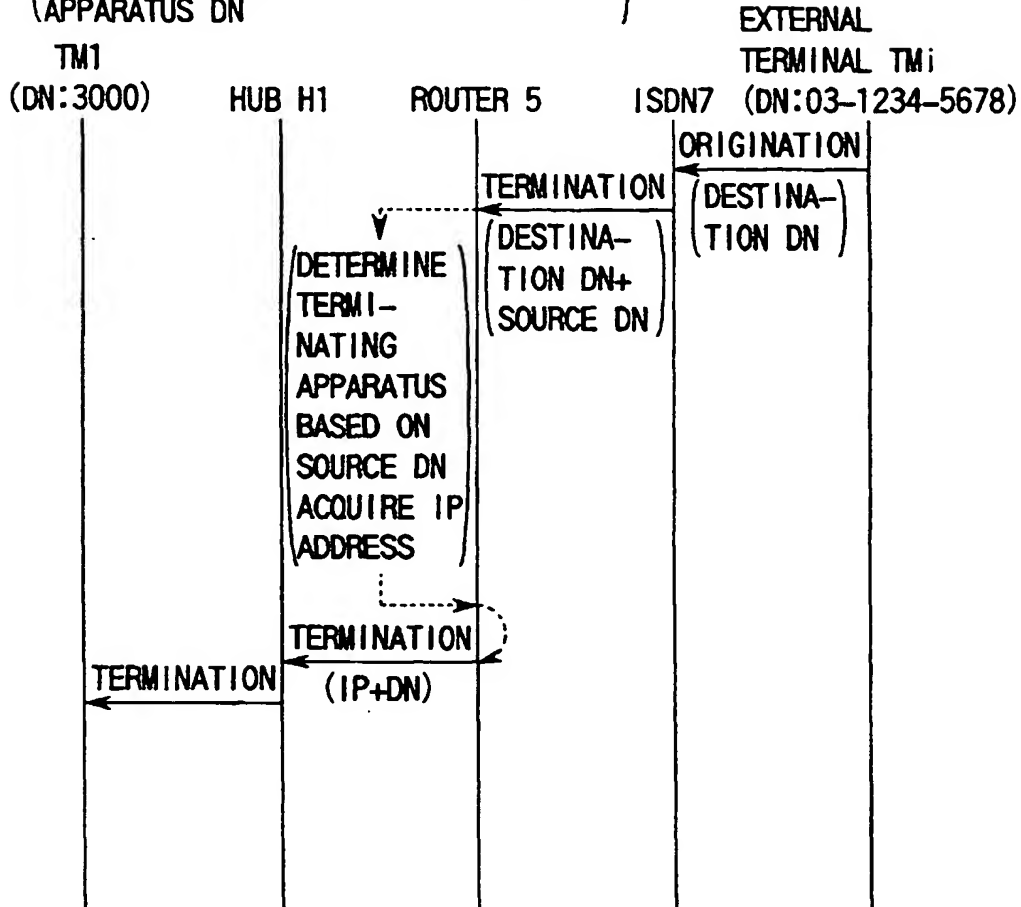 APPARATUS DN
EXTERNAL
TM1
TERMINAL TMi
(DN:3000) HUB H1 ROUTER 5 ISDN7 (DN:03-1234-5678)
ORIGINATION
TERMINATION
(DESTINA-
TION DN)
(DESTINA-
TION DN+
SOURCE DN)
(DETERMINE
TERMI-
NATING
APPARATUS
BASED ON
SOURCE DN
ACQUIRE IP
ADDRESS)
TERMINATION
(IP+DN)
TERMINATION